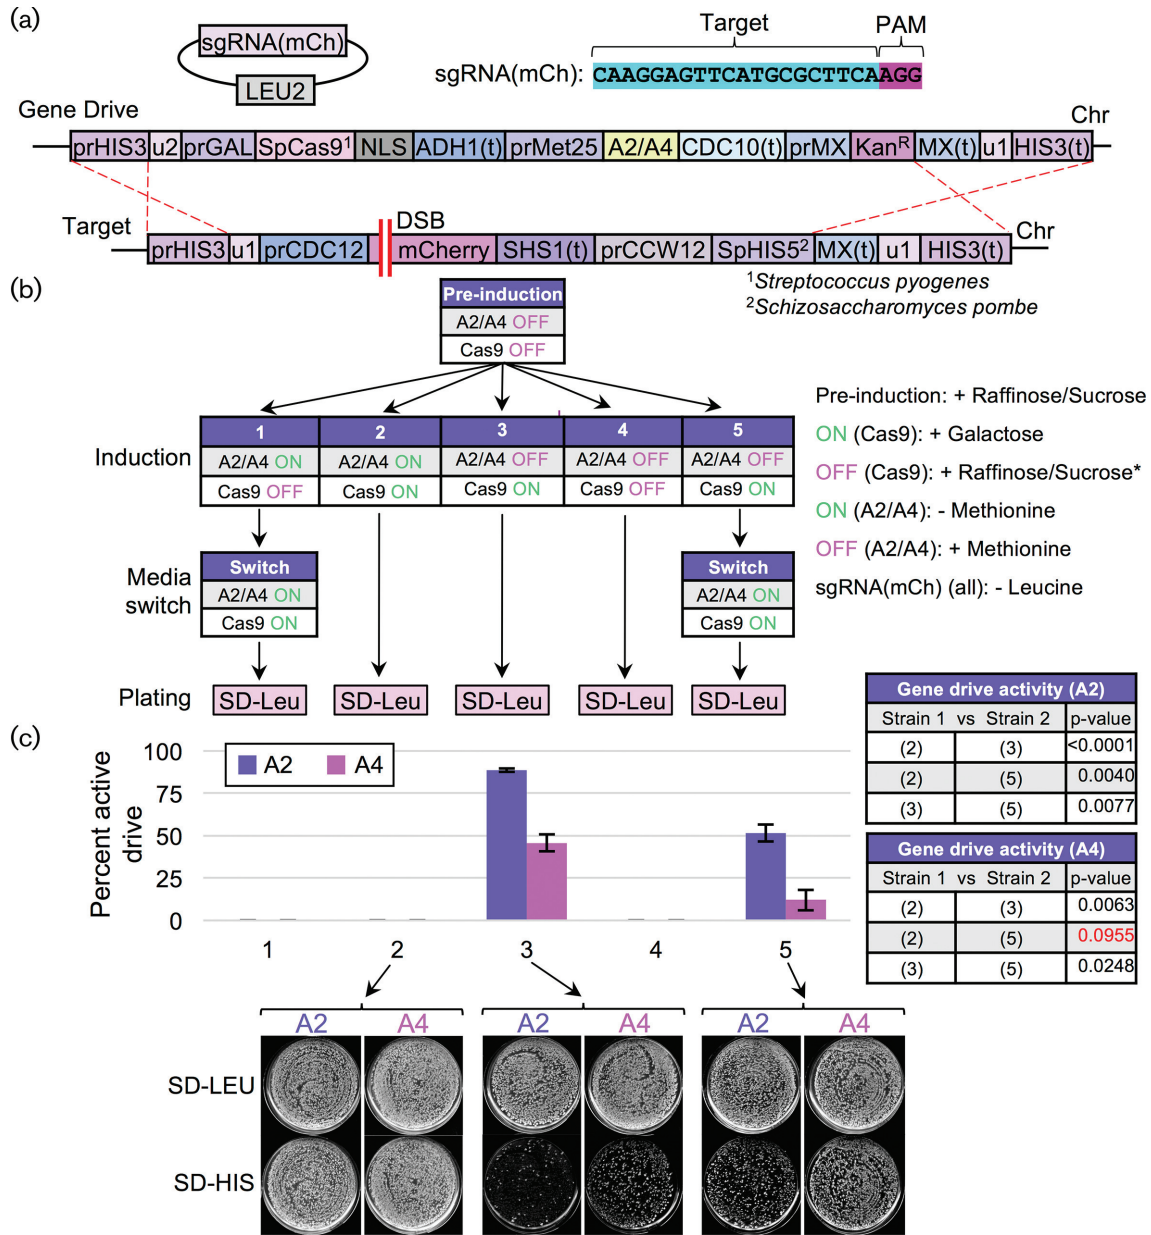 (a)
sgRNA(mCh)
LEU2
Target PAM
sgRNA(mCh): CAAGGAGTTCATGCGCTTCAAGG
Gene Drive
Chr
prHIS3 u2 prGAL SpCas9¹ NLS ADH1(t) prMet25 A2/A4 CDC10(t) prMX Kanᴿ MX(t) u1 HIS3(t)
Target
DSB
Chr
prHIS3 u1 prCDC12 mCherry SHS1(t) prCCW12 SpHIS5² MX(t) u1 HIS3(t)
¹Streptococcus pyogenes
²Schizosaccharomyces pombe
(b)
Pre-induction
A2/A4 OFF
Cas9 OFF
Induction
1 2 3 4 5
A2/A4 ON A2/A4 ON A2/A4 OFF A2/A4 OFF A2/A4 OFF
Cas9 OFF Cas9 ON Cas9 ON Cas9 OFF Cas9 ON
Media switch
Switch Switch
A2/A4 ON A2/A4 ON
Cas9 ON Cas9 ON
Plating
SD-Leu SD-Leu SD-Leu SD-Leu SD-Leu
Pre-induction: + Raffinose/Sucrose
ON (Cas9): + Galactose
OFF (Cas9): + Raffinose/Sucrose*
ON (A2/A4): - Methionine
OFF (A2/A4): + Methionine
sgRNA(mCh) (all): - Leucine
(c)
Percent active drive
100
75
50
25
0
A2 A4
1 2 3 4 5
Gene drive activity (A2)
Strain 1 vs Strain 2 p-value
(2) (3) <0.0001
(2) (5) 0.0040
(3) (5) 0.0077
Gene drive activity (A4)
Strain 1 vs Strain 2 p-value
(2) (3) 0.0063
(2) (5) 0.0955
(3) (5) 0.0248
A2 A4 A2 A4 A2 A4
SD-LEU
SD-HIS